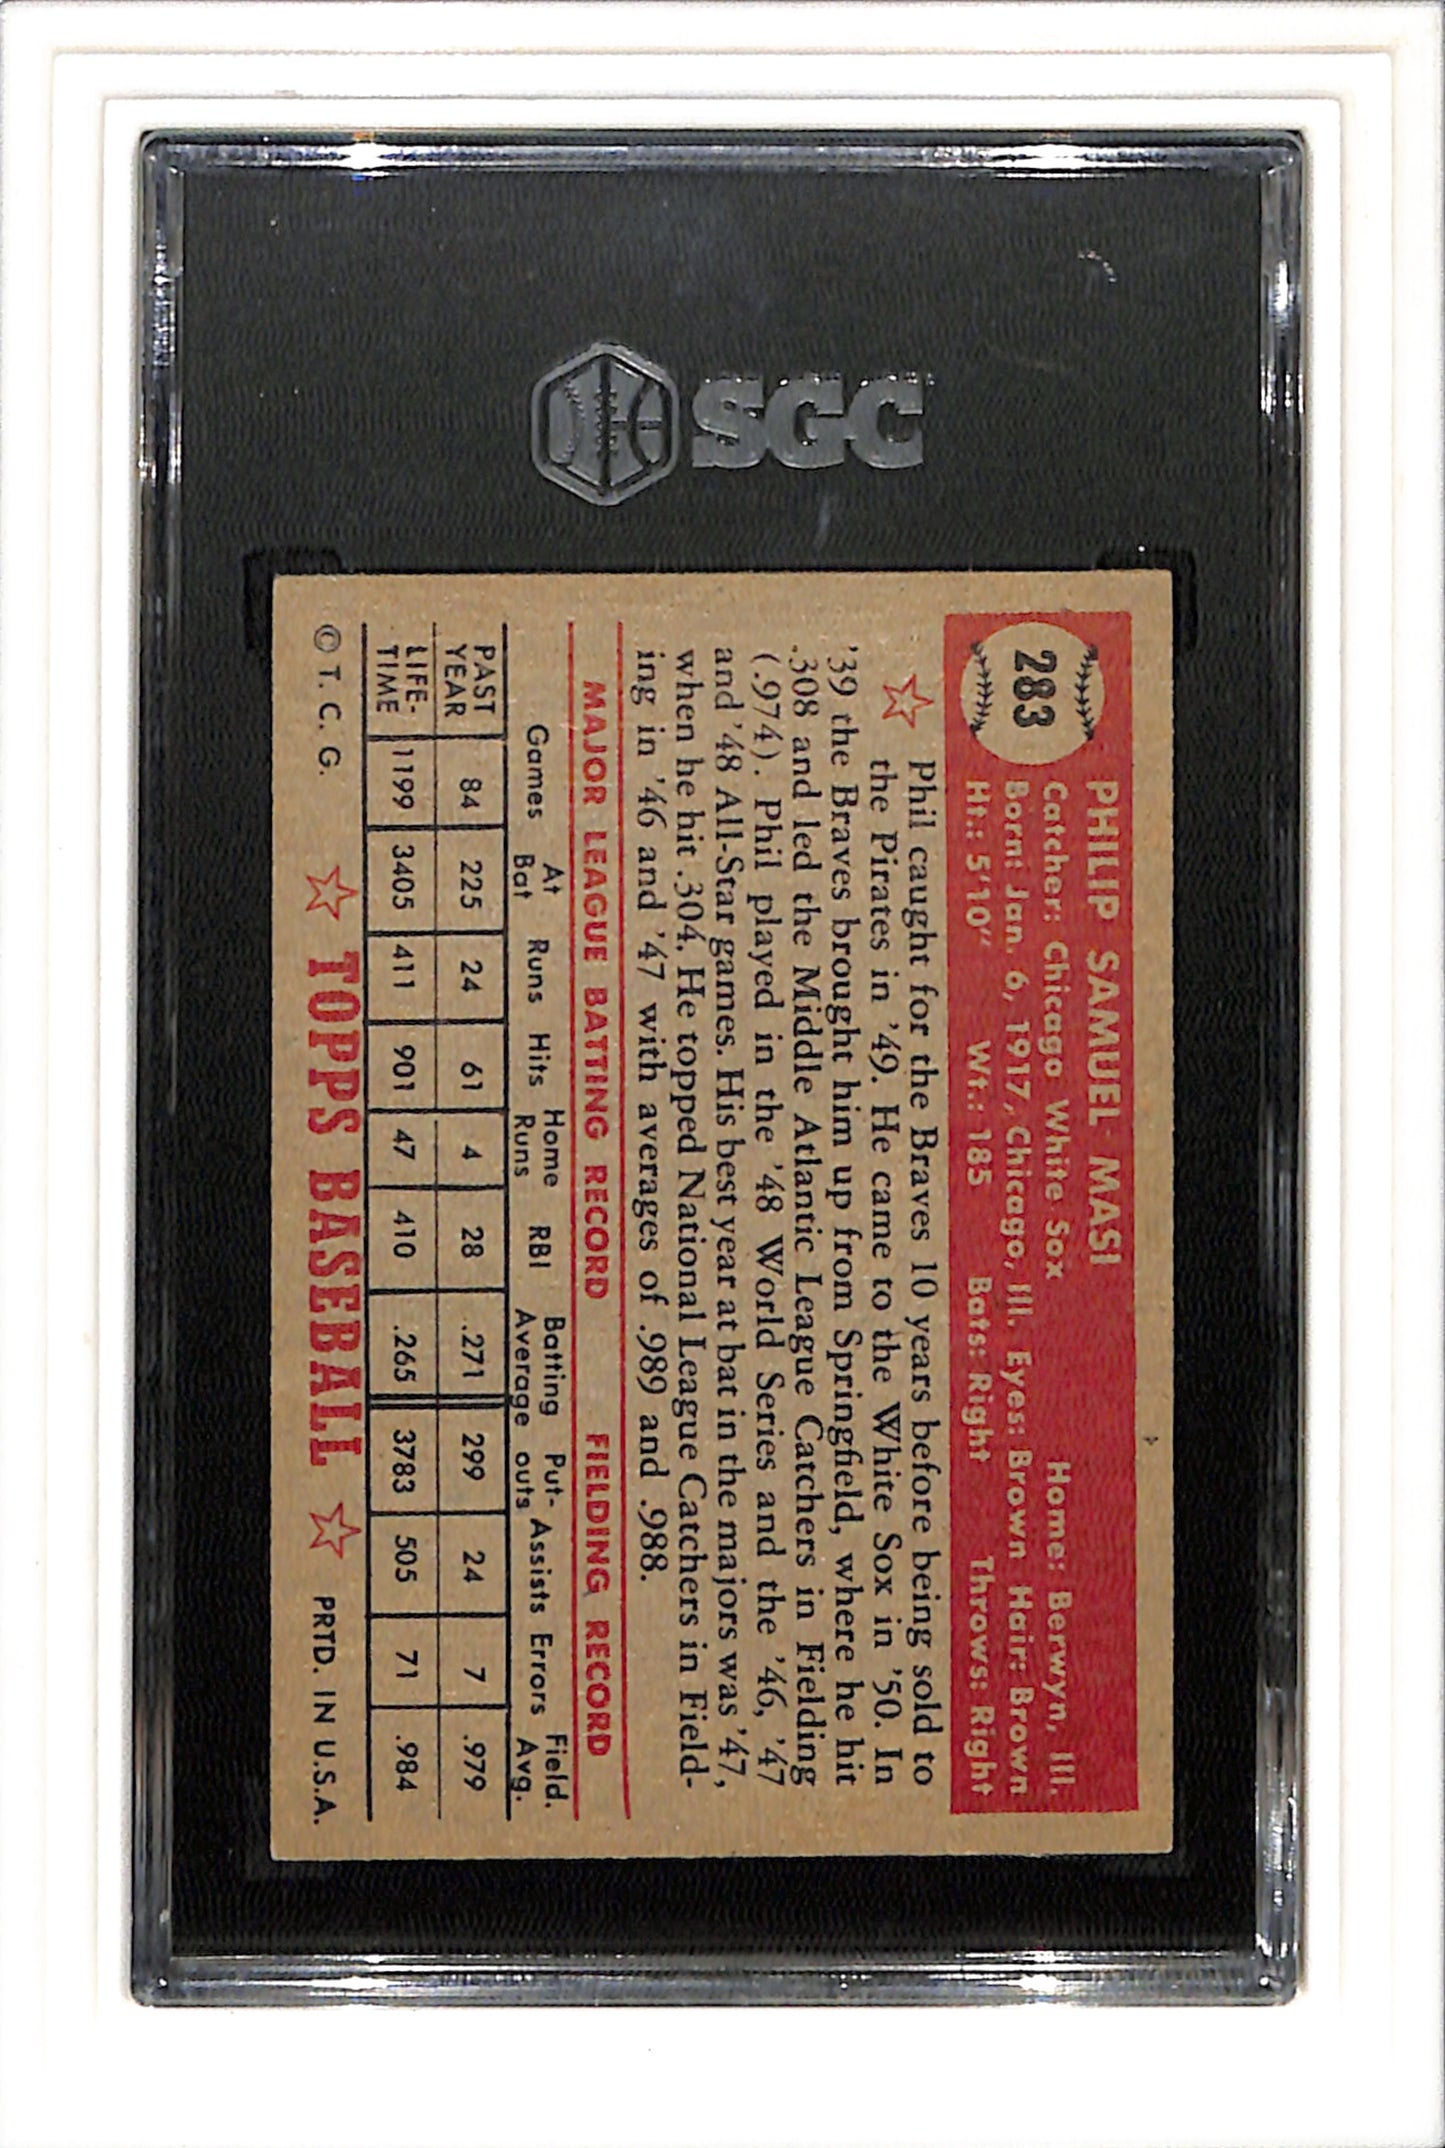 SGC
283
PHILIP SAMUEL MASI
Catcher: Chicago White Sox Home: Berwyn, Ill.
Born: Jan. 6, 1917, Chicago, Ill. Eyes: Brown Hair: Brown
Ht.: 5'10" Wt.: 185 Bats: Right Throws: Right
Phil caught for the Braves 10 years before being sold to
the Pirates in '49. He came to the White Sox in '50. In
'39 the Braves brought him up from Springfield, where he hit
.308 and led the Middle Atlantic League Catchers in Fielding
(.974). Phil played in the '48 World Series and the '46, '47
and '48 All-Star games. His best year at bat in the majors was '47,
when he hit .304. He topped National League Catchers in Field-
ing in '46 and '47 with averages of .989 and .988.
MAJOR LEAGUE BATTING RECORD FIELDING RECORD
Games At Bat Runs Hits Home Runs RBI Batting Average Put-outs Assists Errors Field. Avg.
PAST YEAR 84 225 24 61 4 28 .271 299 24 7 .979
LIFE-TIME 1199 3405 411 901 47 410 .265 3783 505 71 .984
© T. C. G. TOPPS BASEBALL PRTD. IN U.S.A.